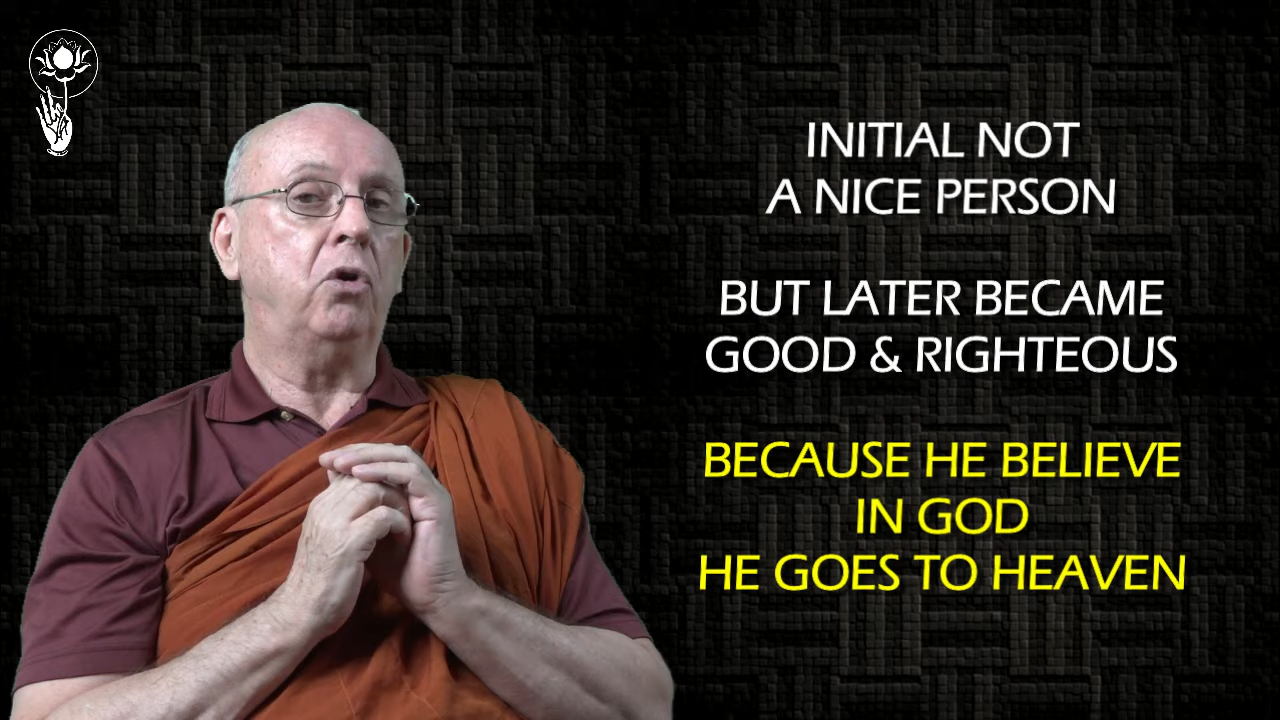 INITIAL NOT
A NICE PERSON
BUT LATER BECAME
GOOD & RIGHTEOUS
BECAUSE HE BELIEVE
IN GOD
HE GOES TO HEAVEN